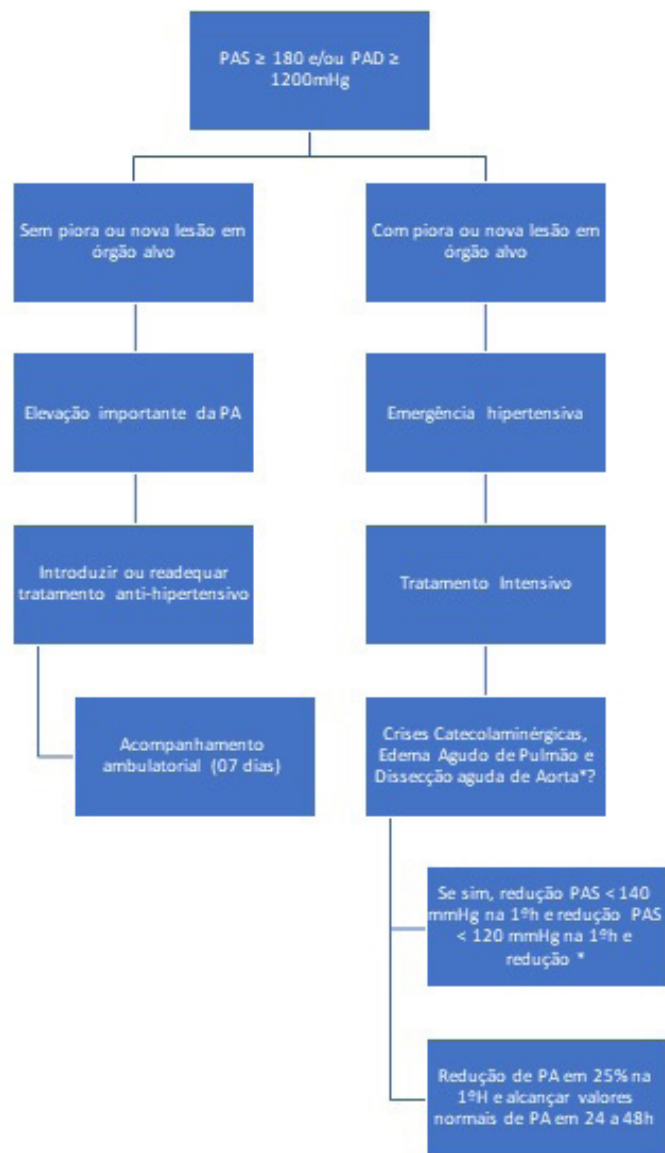 PAS ≥ 180 e/ou PAD ≥
1200mHg
Sem piora ou nova lesão em
órgão alvo
Com piora ou nova lesão em
órgão alvo
Elevação importante da PA
Emergência hipertensiva
Introduzir ou readequar
tratamento anti-hipertensivo
Tratamento Intensivo
Acompanhamento
ambulatorial (07 dias)
Crises Catecolaminérgicas,
Edema Agudo de Pulmão e
Dissecção aguda de Aorta*?
Se sim, redução PAS < 140
mmHg na 1ºh e redução PAS
< 120 mmHg na 1ºh e
redução *
Redução de PA em 25% na
1ºH e alcançar valores
normais de PA em 24 a 48h